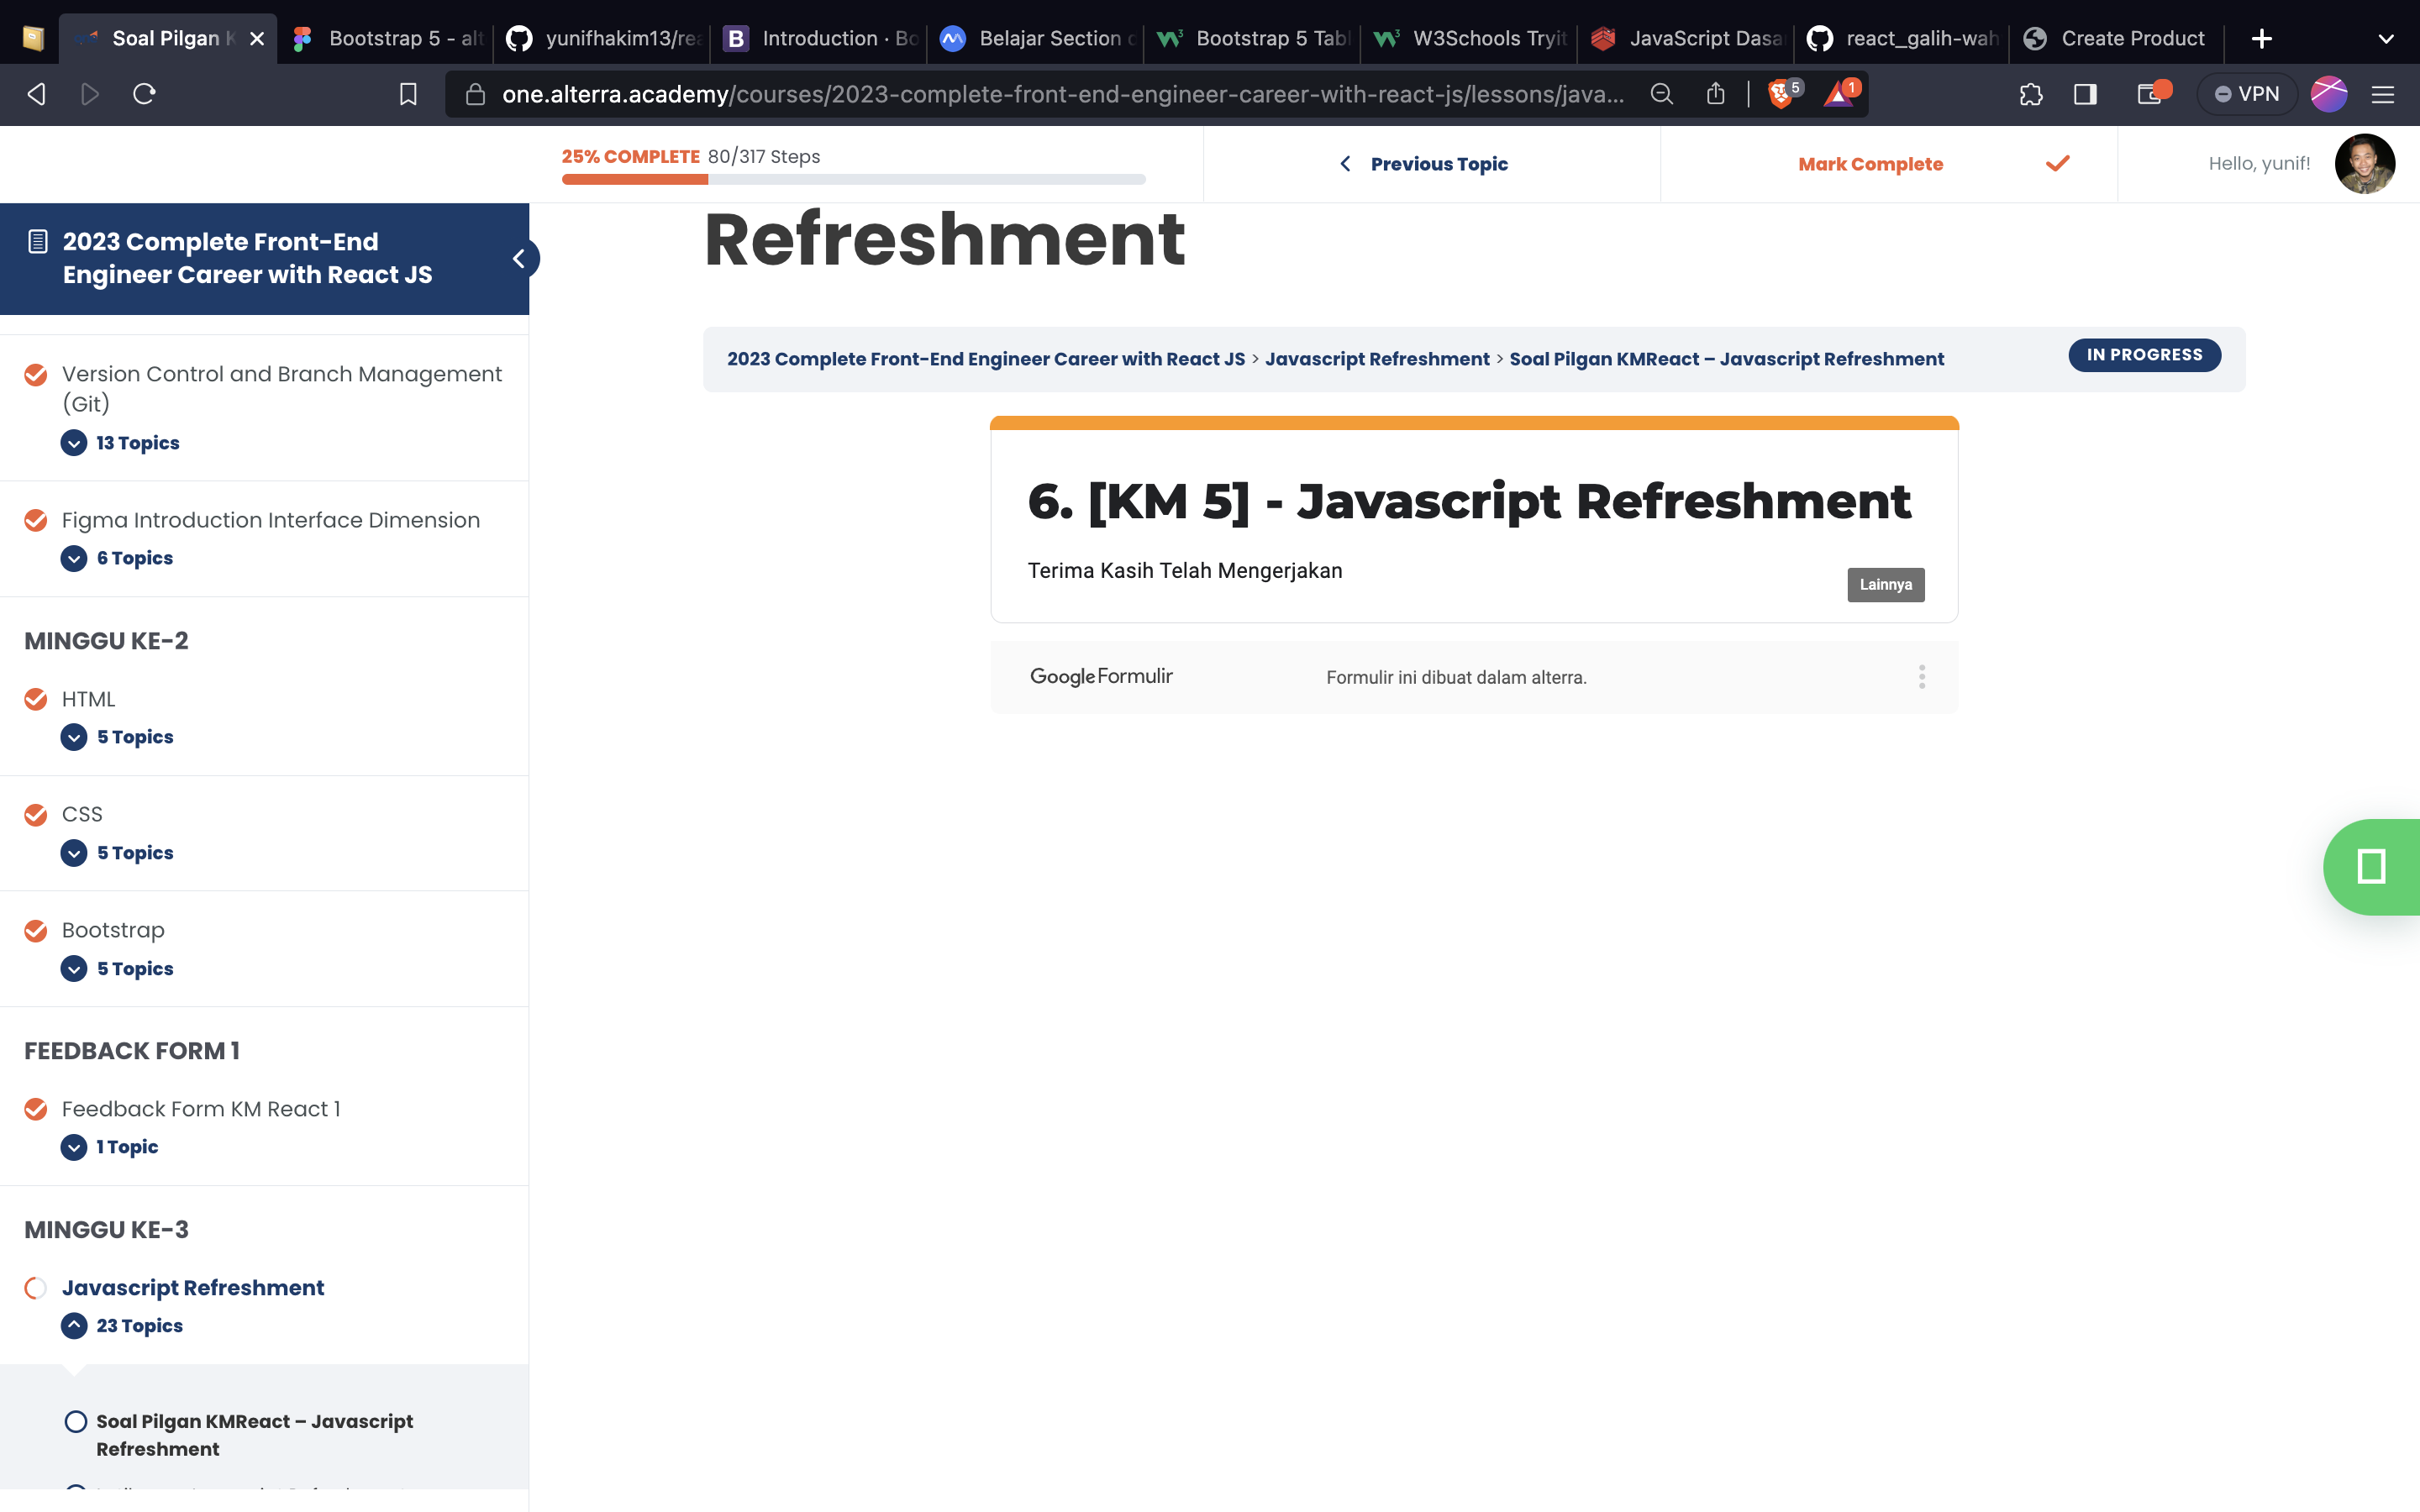 Soal Pilgan K
Bootstrap 5 - alt
yunifhakim13/rea
Introduction · Bo
Belajar Section
Bootstrap 5 Tabl
W3Schools Tryit
JavaScript Dasa
react_galih-wah
Create Product
one.alterra.academy/courses/2023-complete-front-end-engineer-career-with-react-js/lessons/java...
5
1
VPN
25% COMPLETE 80/317 Steps
Previous Topic
Mark Complete
Hello, yunif!
2023 Complete Front-End
Engineer Career with React JS
Version Control and Branch Management
(Git)
13 Topics
Figma Introduction Interface Dimension
6 Topics
MINGGU KE-2
HTML
5 Topics
CSS
5 Topics
Bootstrap
5 Topics
FEEDBACK FORM 1
Feedback Form KM React 1
1 Topic
MINGGU KE-3
Javascript Refreshment
23 Topics
Soal Pilgan KMReact – Javascript
Refreshment
Refreshment
2023 Complete Front-End Engineer Career with React JS > Javascript Refreshment > Soal Pilgan KMReact – Javascript Refreshment
IN PROGRESS
6. [KM 5] - Javascript Refreshment
Terima Kasih Telah Mengerjakan
Lainnya
Google Formulir
Formulir ini dibuat dalam alterra.